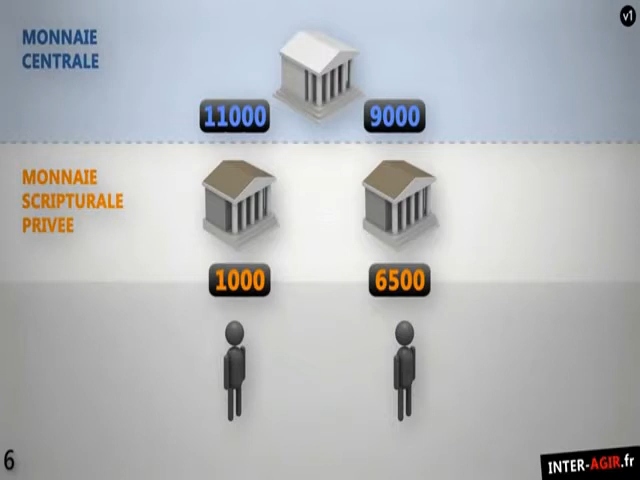 v1
MONNAIE
CENTRALE
11000
9000
MONNAIE
SCRIPTURALE
PRIVEE
1000
6500
6
INTER-AGIR.fr